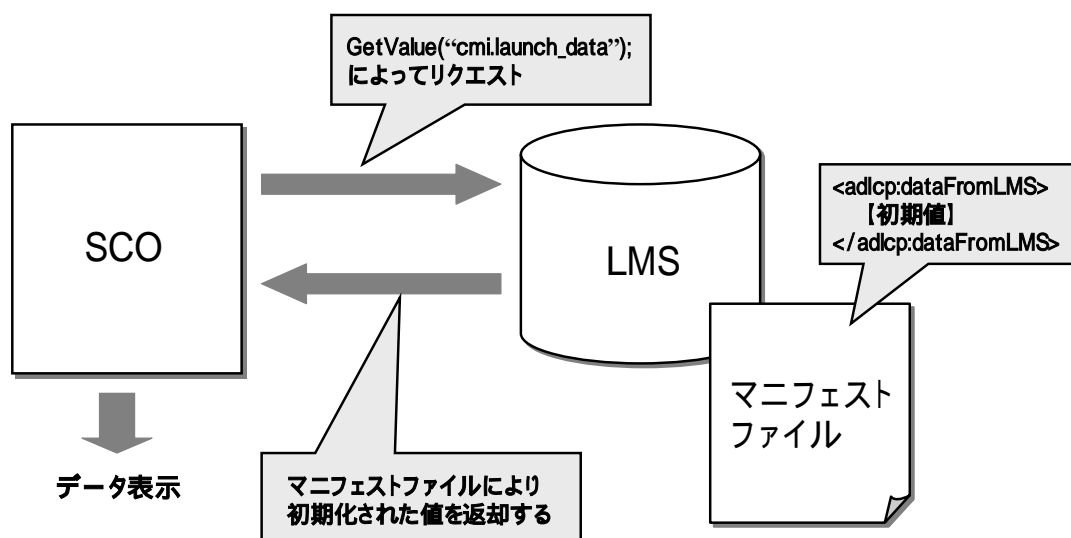 GetValue(“cmi.launch_data”);
によってリクエスト
SCO
LMS
<adlcp:dataFromLMS>
【初期値】
</adlcp:dataFromLMS>
マニフェスト
ファイル
データ表示
マニフェストファイルにより
初期化された値を返却する